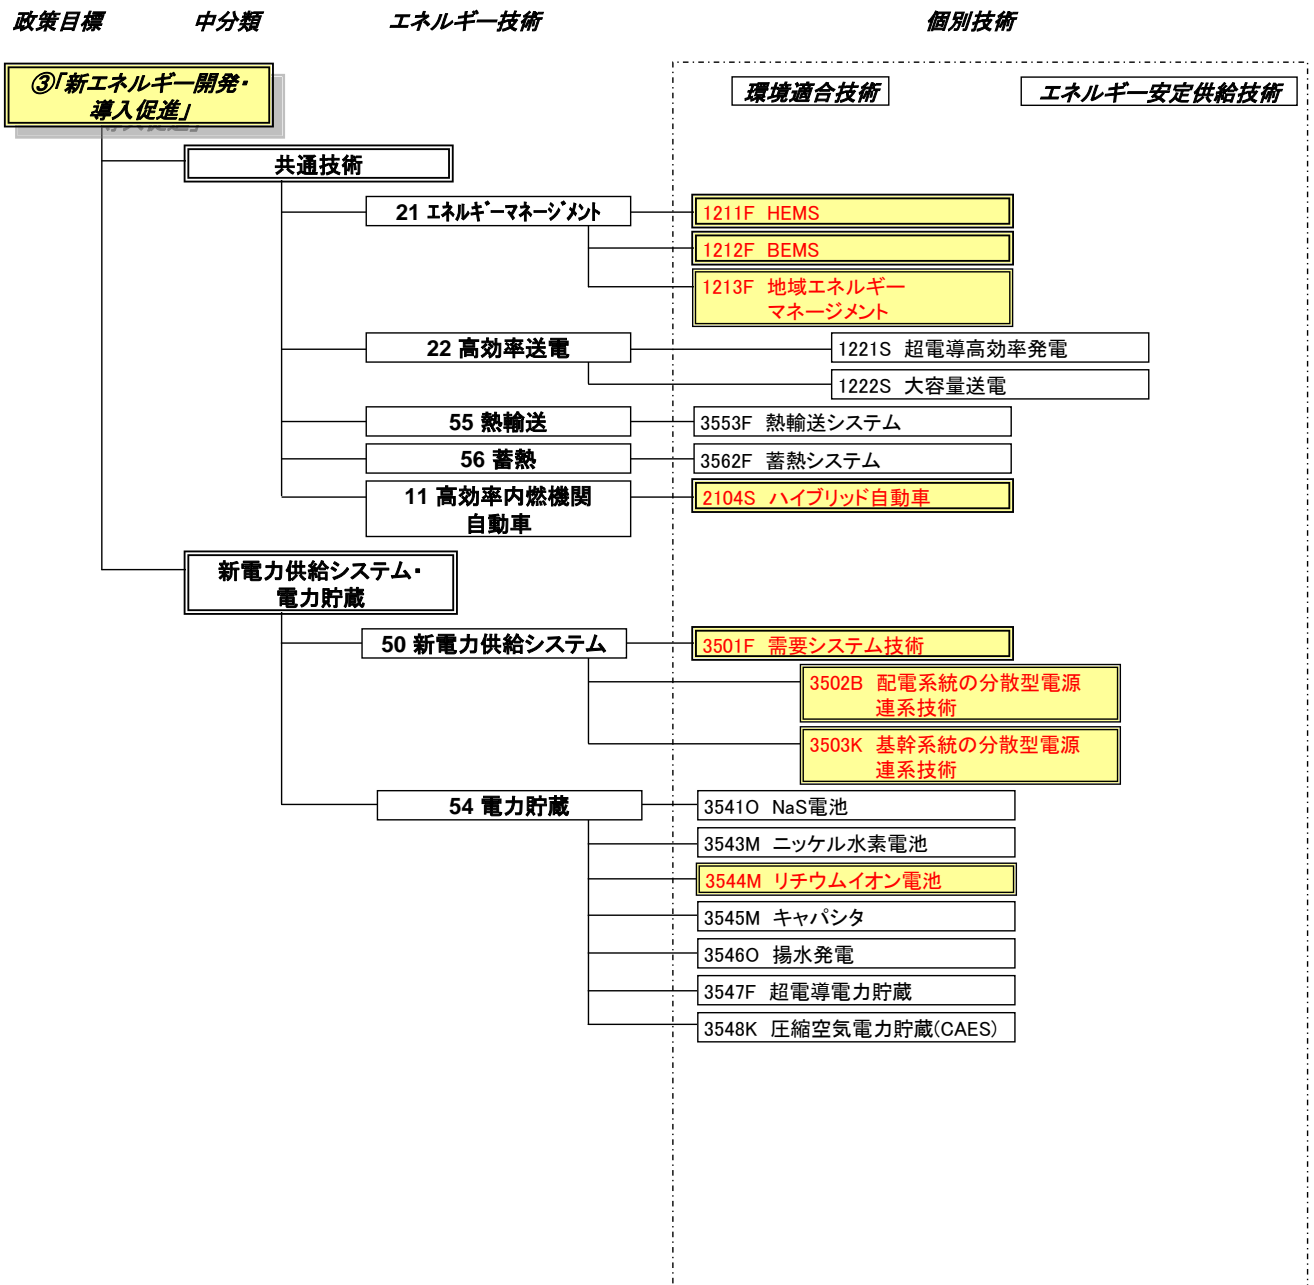 政策目標 中分類 エネルギー技術 個別技術
③「新エネルギー開発・
導入促進」
環境適合技術 エネルギー安定供給技術
共通技術
21 エネルギーマネージメント
1211F HEMS
1212F BEMS
1213F 地域エネルギー
マネージメント
22 高効率送電
1221S 超電導高効率発電
1222S 大容量送電
55 熱輸送
3553F 熱輸送システム
56 蓄熱
3562F 蓄熱システム
11 高効率内燃機関
自動車
2104S ハイブリッド自動車
新電力供給システム・
電力貯蔵
50 新電力供給システム
3501F 需要システム技術
3502B 配電系統の分散型電源
連系技術
3503K 基幹系統の分散型電源
連系技術
54 電力貯蔵
3541O NaS電池
3543M ニッケル水素電池
3544M リチウムイオン電池
3545M キャパシタ
3546O 揚水発電
3547F 超電導電力貯蔵
3548K 圧縮空気電力貯蔵(CAES)